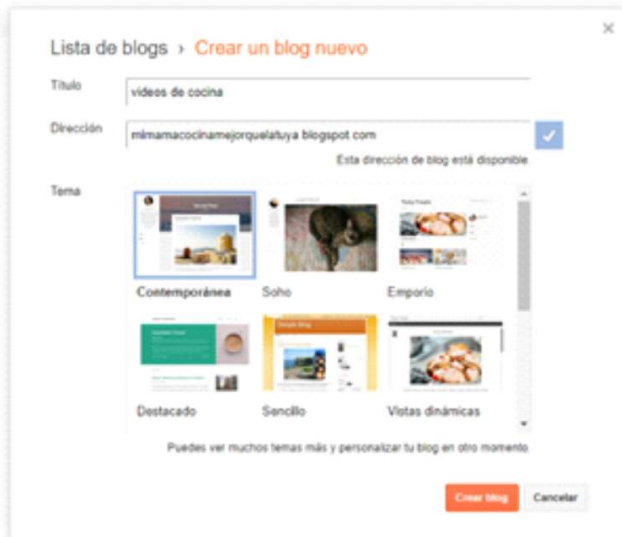 Lista de blogs › Crear un blog nuevo
Título
videos de cocina
Dirección
mimamacocinamejorquelatuya.blogspot.com
Esta dirección de blog está disponible.
Tema
Contemporánea Soho Emporio
Destacado Sencillo Vistas dinámicas
Puedes ver muchos temas más y personalizar tu blog en otro momento.
Crear blog Cancelar